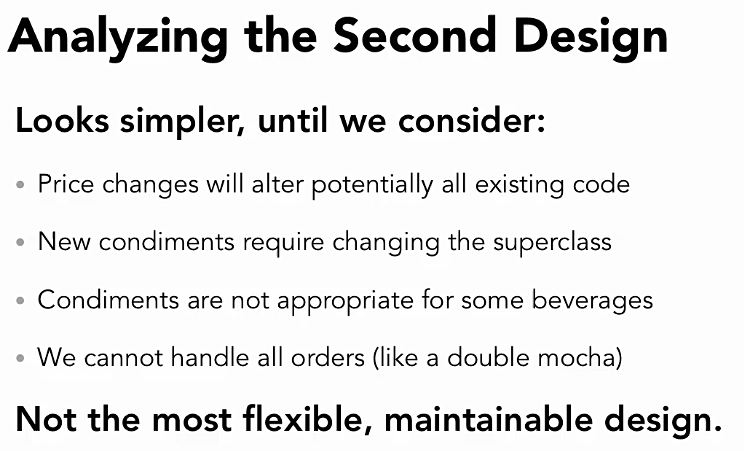 Analyzing the Second Design
Looks simpler, until we consider:
• Price changes will alter potentially all existing code
• New condiments require changing the superclass
• Condiments are not appropriate for some beverages
• We cannot handle all orders (like a double mocha)
Not the most flexible, maintainable design.